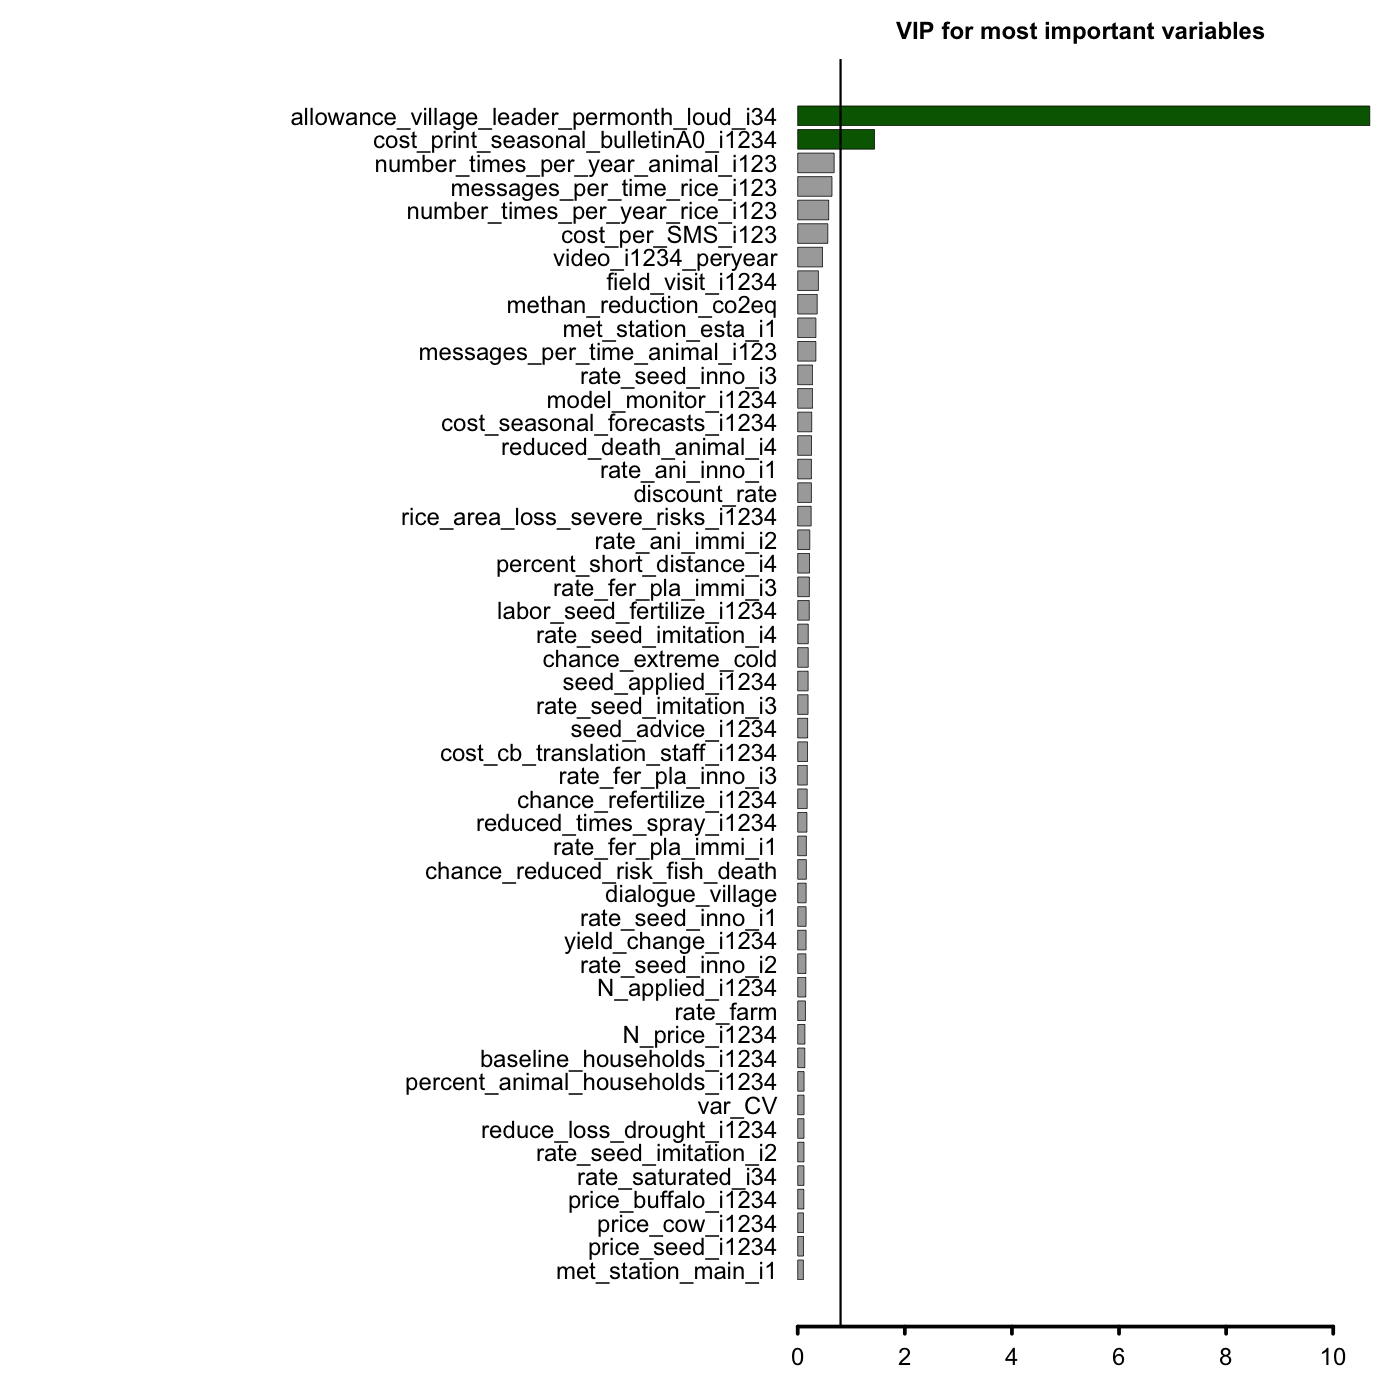 VIP for most important variables
allowance_village_leader_permonth_loud_i34
cost_print_seasonal_bulletinA0_i1234
number_times_per_year_animal_i123
messages_per_time_rice_i123
number_times_per_year_rice_i123
cost_per_SMS_i123
video_i1234_peryear
field_visit_i1234
methan_reduction_co2eq
met_station_esta_i1
messages_per_time_animal_i123
rate_seed_inno_i3
model_monitor_i1234
cost_seasonal_forecasts_i1234
reduced_death_animal_i4
rate_ani_inno_i1
discount_rate
rice_area_loss_severe_risks_i1234
rate_ani_immi_i2
percent_short_distance_i4
rate_fer_pla_immi_i3
labor_seed_fertilize_i1234
rate_seed_imitation_i4
chance_extreme_cold
seed_applied_i1234
rate_seed_imitation_i3
seed_advice_i1234
cost_cb_translation_staff_i1234
rate_fer_pla_inno_i3
chance_refertilize_i1234
reduced_times_spray_i1234
rate_fer_pla_immi_i1
chance_reduced_risk_fish_death
dialogue_village
rate_seed_inno_i1
yield_change_i1234
rate_seed_inno_i2
N_applied_i1234
rate_farm
N_price_i1234
baseline_households_i1234
percent_animal_households_i1234
var_CV
reduce_loss_drought_i1234
rate_seed_imitation_i2
rate_saturated_i34
price_buffalo_i1234
price_cow_i1234
price_seed_i1234
met_station_main_i1
0 2 4 6 8 10